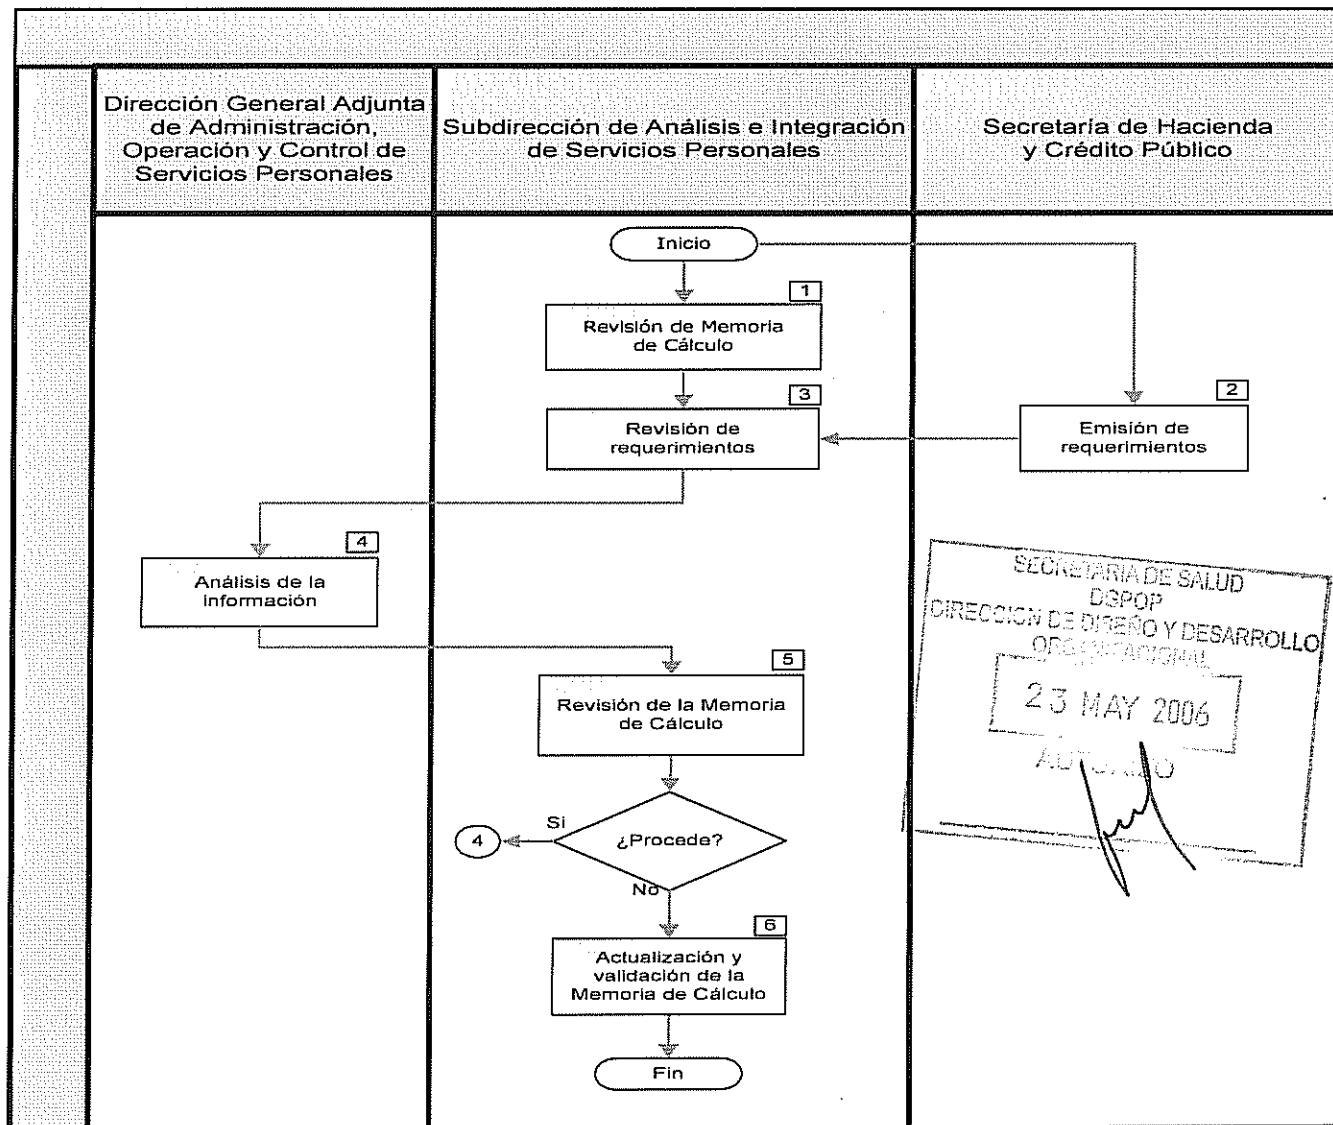 Dirección General Adjunta
de Administración,
Operación y Control de
Servicios Personales
Subdirección de Análisis e Integración
de Servicios Personales
Secretaría de Hacienda
y Crédito Público
Inicio
1
Revisión de Memoria
de Cálculo
2
Emisión de
requerimientos
3
Revisión de
requerimientos
4
Análisis de la
información
5
Revisión de la Memoria
de Cálculo
¿Procede?
Si
4
No
6
Actualización y
validación de la
Memoria de Cálculo
Fin
SECRETARIA DE SALUD
DGPOP
DIRECCION DE DISEÑO Y DESARROLLO
ORGANIZACIONAL
23 MAY 2006
AUTORIZO